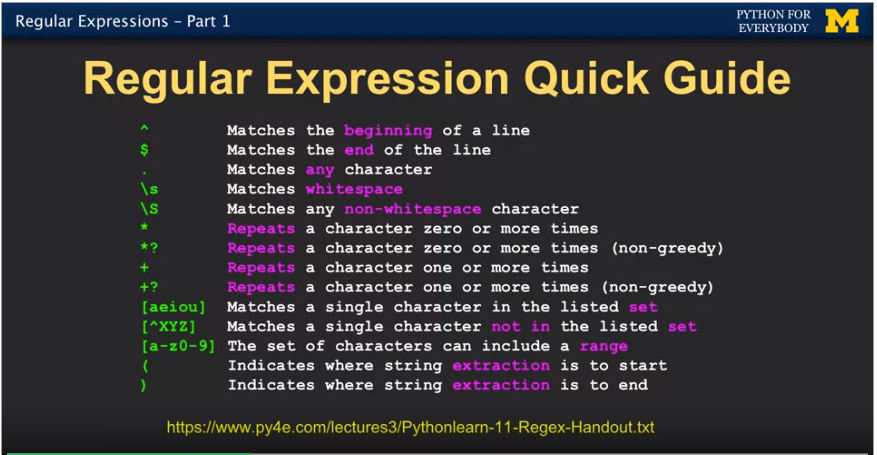 Regular Expressions – Part 1
PYTHON FOR
EVERYBODY
M
Regular Expression Quick Guide
^ Matches the beginning of a line
$ Matches the end of the line
. Matches any character
\s Matches whitespace
\S Matches any non-whitespace character
* Repeats a character zero or more times
*? Repeats a character zero or more times (non-greedy)
+ Repeats a character one or more times
+? Repeats a character one or more times (non-greedy)
[aeiou] Matches a single character in the listed set
[^XYZ] Matches a single character not in the listed set
[a-z0-9] The set of characters can include a range
( Indicates where string extraction is to start
) Indicates where string extraction is to end
https://www.py4e.com/lectures3/Pythonlearn-11-Regex-Handout.txt